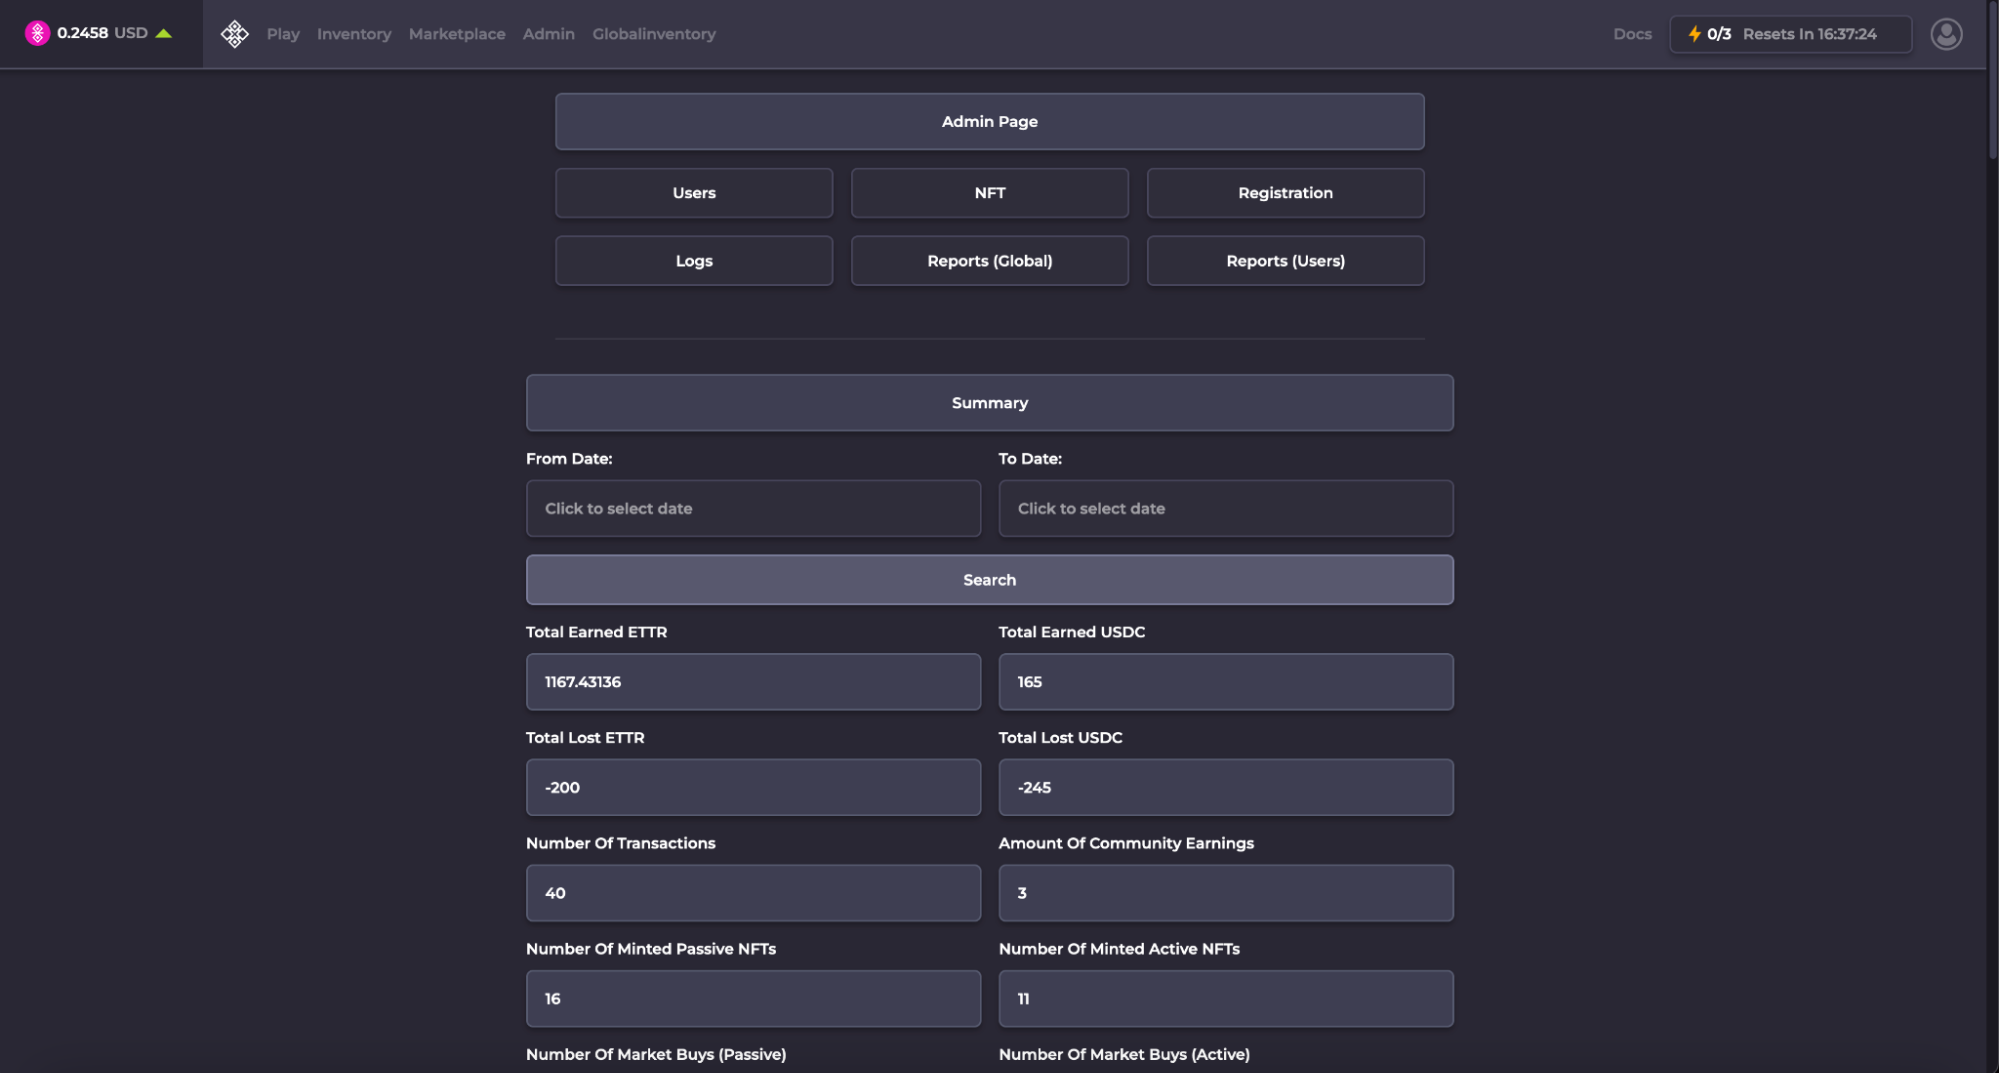 0.2458 USD
Play Inventory Marketplace Admin Globalinventory
Docs
0/3 Resets In 16:37:24
Admin Page
Users NFT Registration
Logs Reports (Global) Reports (Users)
Summary
From Date: To Date:
Click to select date Click to select date
Search
Total Earned ETTR Total Earned USDC
1167.43136 165
Total Lost ETTR Total Lost USDC
-200 -245
Number Of Transactions Amount Of Community Earnings
40 3
Number Of Minted Passive NFTs Number Of Minted Active NFTs
16 11
Number Of Market Buys (Passive) Number Of Market Buys (Active)